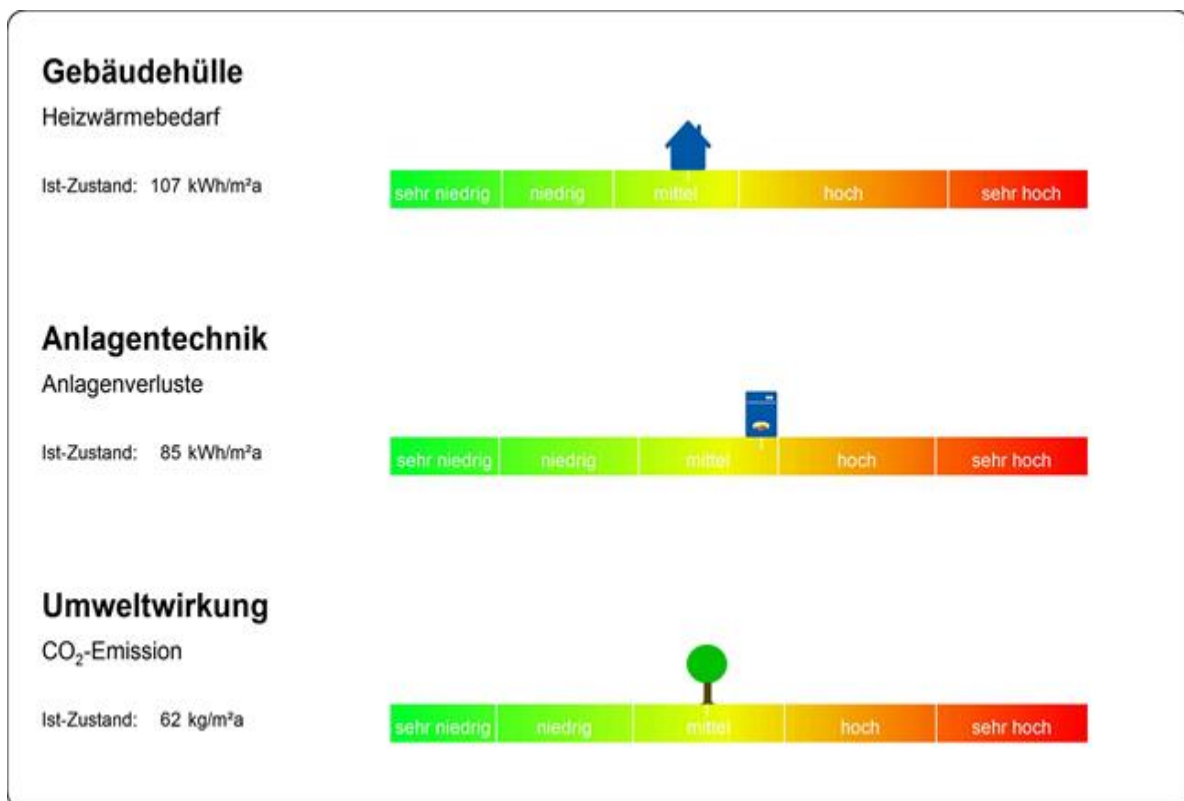 Gebäudehülle
Heizwärmebedarf
Ist-Zustand: 107 kWh/m²a
sehr niedrig niedrig mittel hoch sehr hoch
Anlagentechnik
Anlagenverluste
Ist-Zustand: 85 kWh/m²a
sehr niedrig niedrig mittel hoch sehr hoch
Umweltwirkung
CO₂-Emission
Ist-Zustand: 62 kg/m²a
sehr niedrig niedrig mittel hoch sehr hoch